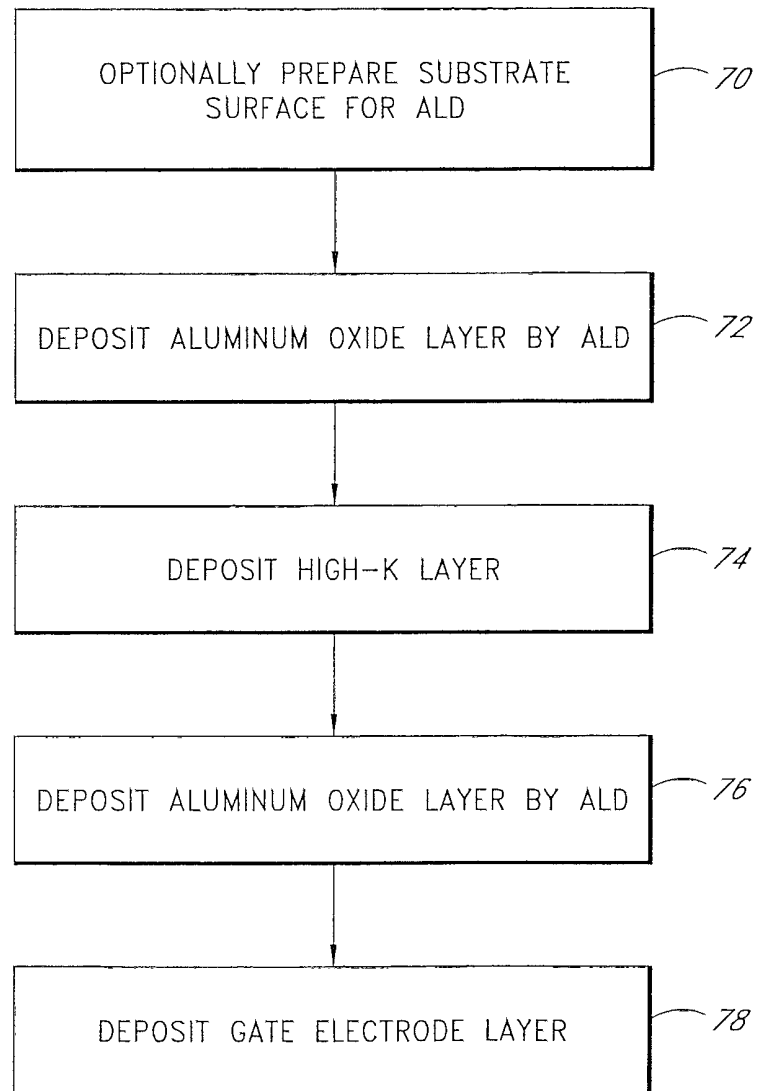 OPTIONALLY PREPARE SUBSTRATE
SURFACE FOR ALD
70
DEPOSIT ALUMINUM OXIDE LAYER BY ALD
72
DEPOSIT HIGH-K LAYER
74
DEPOSIT ALUMINUM OXIDE LAYER BY ALD
76
DEPOSIT GATE ELECTRODE LAYER
78